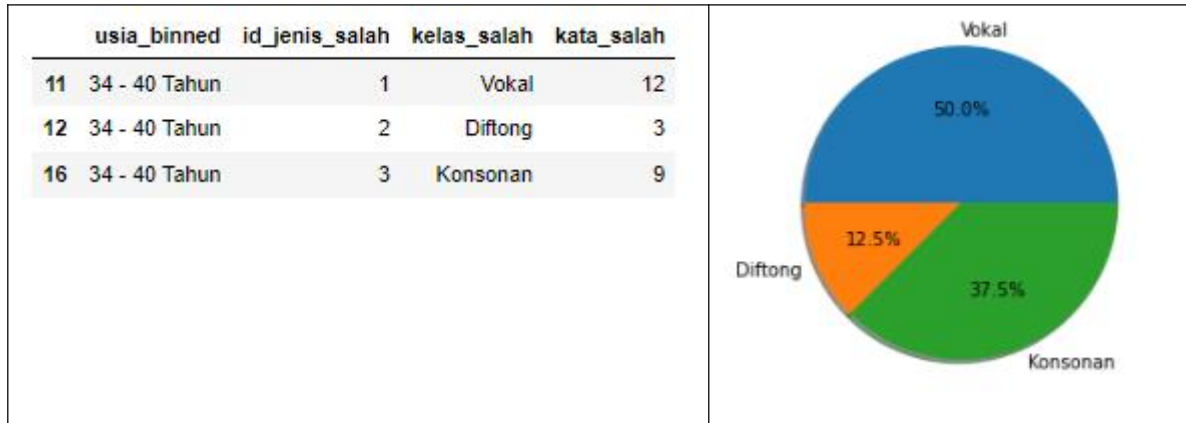 usia_binned id_jenis_salah kelas_salah kata_salah
11 34 - 40 Tahun 1 Vokal 12
12 34 - 40 Tahun 2 Diftong 3
16 34 - 40 Tahun 3 Konsonan 9
Vokal
50.0%
12.5%
Diftong
37.5%
Konsonan